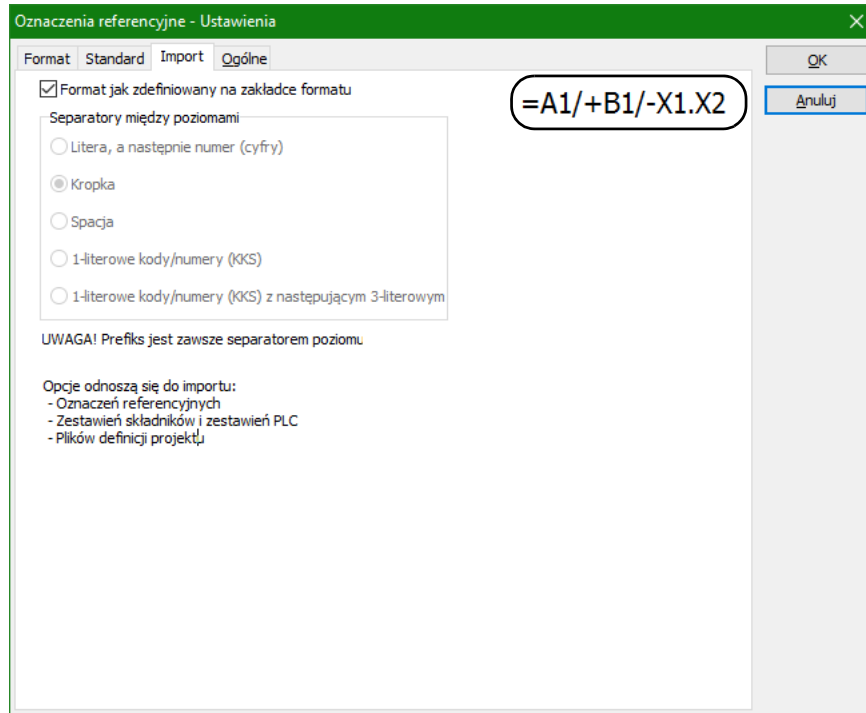 Oznaczenia referencyjne - Ustawienia
Format Standard Import Ogólne
OK
Format jak zdefiniowany na zakładce formatu
=A1/+B1/-X1.X2
Anuluj
Separatory między poziomami
Litera, a następnie numer (cyfry)
Kropka
Spacja
1-literowe kody/numery (KKS)
1-literowe kody/numery (KKS) z następującym 3-literowym
UWAGA! Prefiks jest zawsze separatorem poziomu
Opcje odnoszą się do importu:
- Oznaczeń referencyjnych
- Zestawień składników i zestawień PLC
- Plików definicji projektu